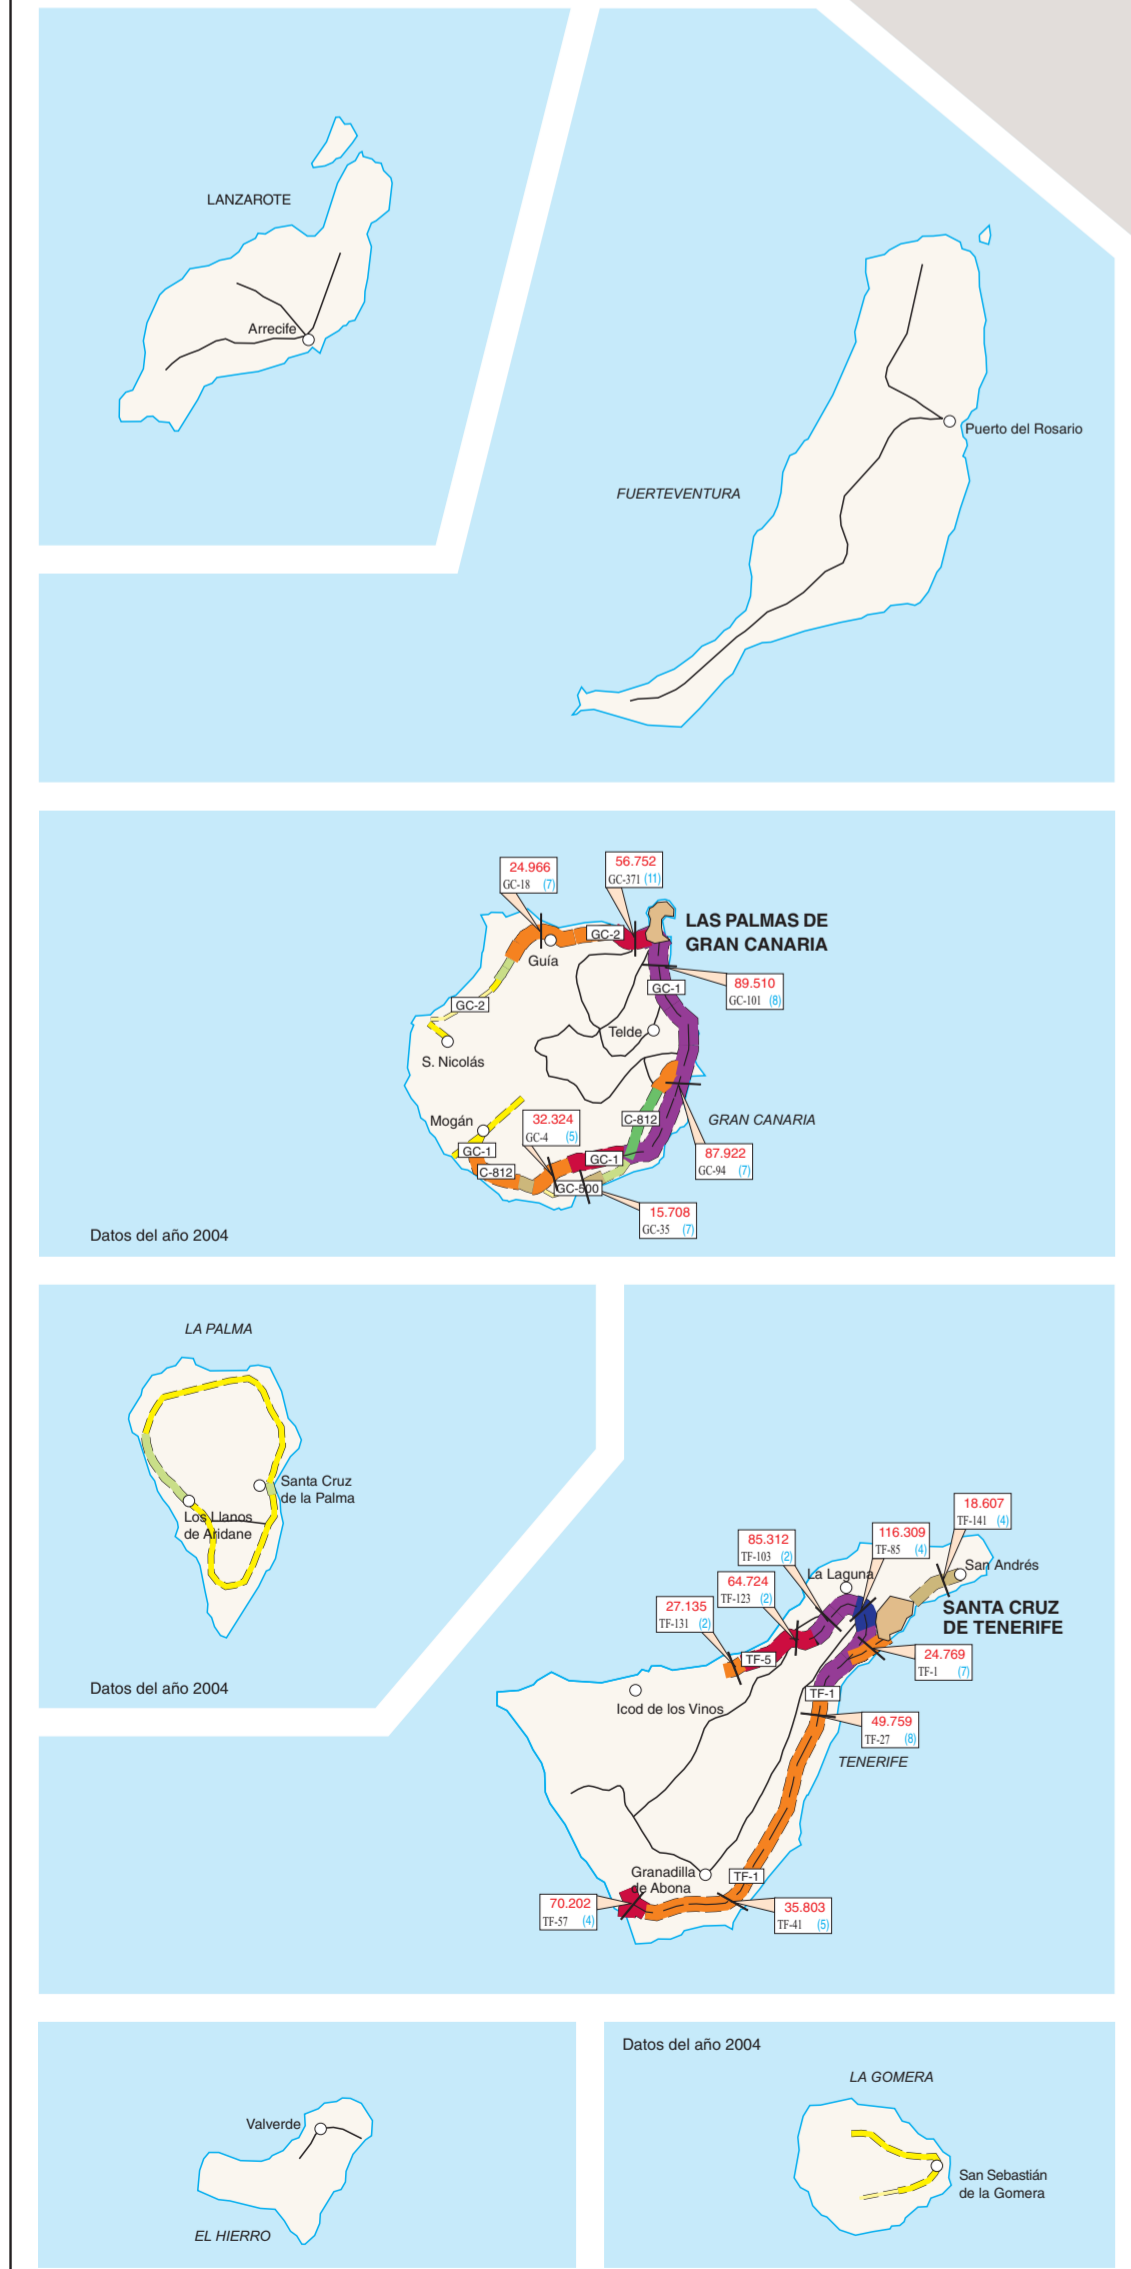 LANZAROTE
Arrecife
Puerto del Rosario
FUERTEVENTURA
24.966
GC-18 (7)
56.752
GC-371 (11)
GC-2
LAS PALMAS DE
GRAN CANARIA
Guía
89.510
GC-101 (8)
GC-1
GC-2
Telde
S. Nicolás
Mogán
32.324
GC-4 (5)
C-812
GRAN CANARIA
GC-1
GC-1
87.922
GC-94 (7)
C-812
GC-500
15.708
GC-35 (7)
Datos del año 2004
LA PALMA
Santa Cruz
de la Palma
Los Llanos
de Aridane
Datos del año 2004
18.607
TF-141 (4)
85.312
TF-103 (2)
116.309
TF-85 (4)
La Laguna
San Andrés
64.724
TF-123 (2)
27.135
TF-131 (2)
SANTA CRUZ
DE TENERIFE
TF-5
24.769
TF-1 (7)
TF-1
Icod de los Vinos
49.759
TF-27 (8)
TENERIFE
Granadilla
de Abona
TF-1
70.202
TF-57 (4)
35.803
TF-41 (5)
Valverde
EL HIERRO
Datos del año 2004
LA GOMERA
San Sebastián
de la Gomera